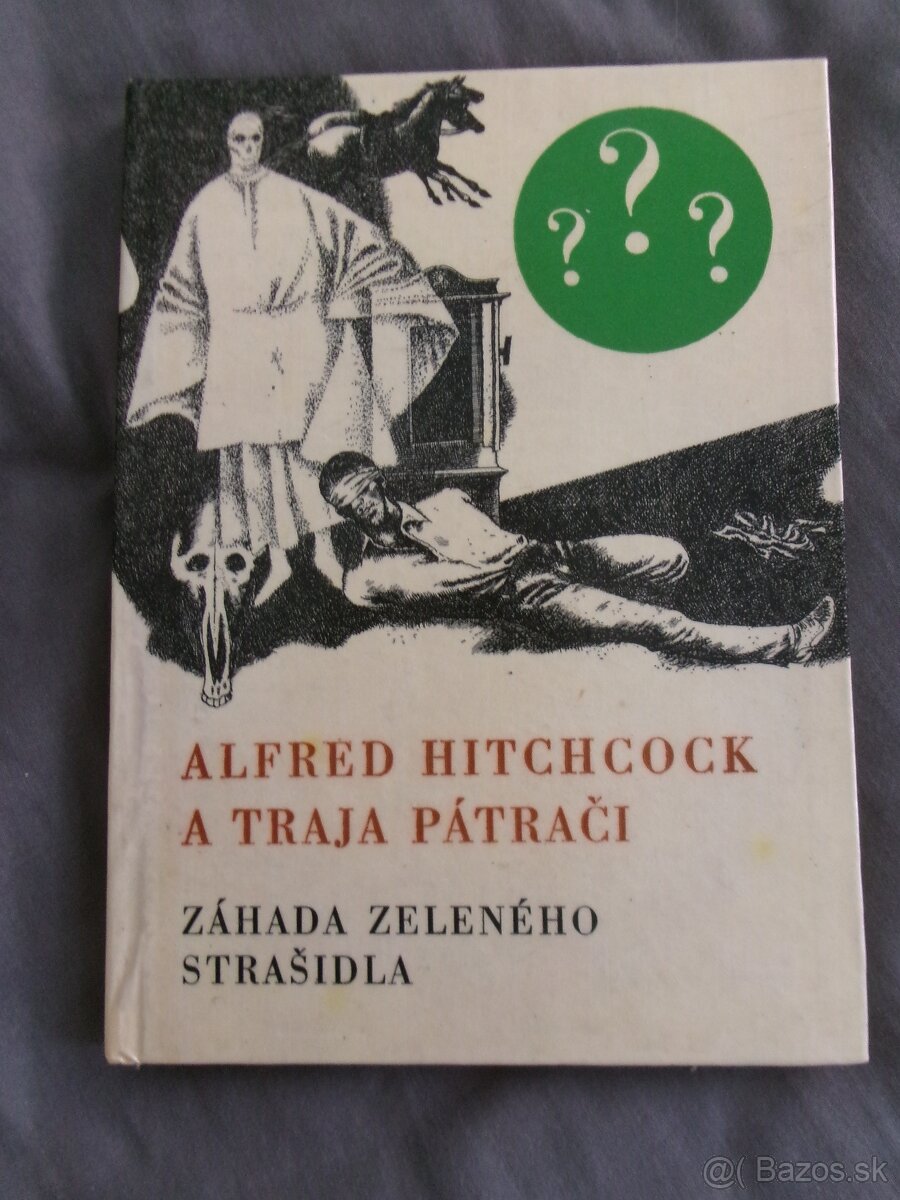 ? ? ?
ALFRED HITCHCOCK
A TRAJA PÁTRAČI
ZÁHADA ZELENÉHO
STRAŠIDLA
@( Bazos.sk